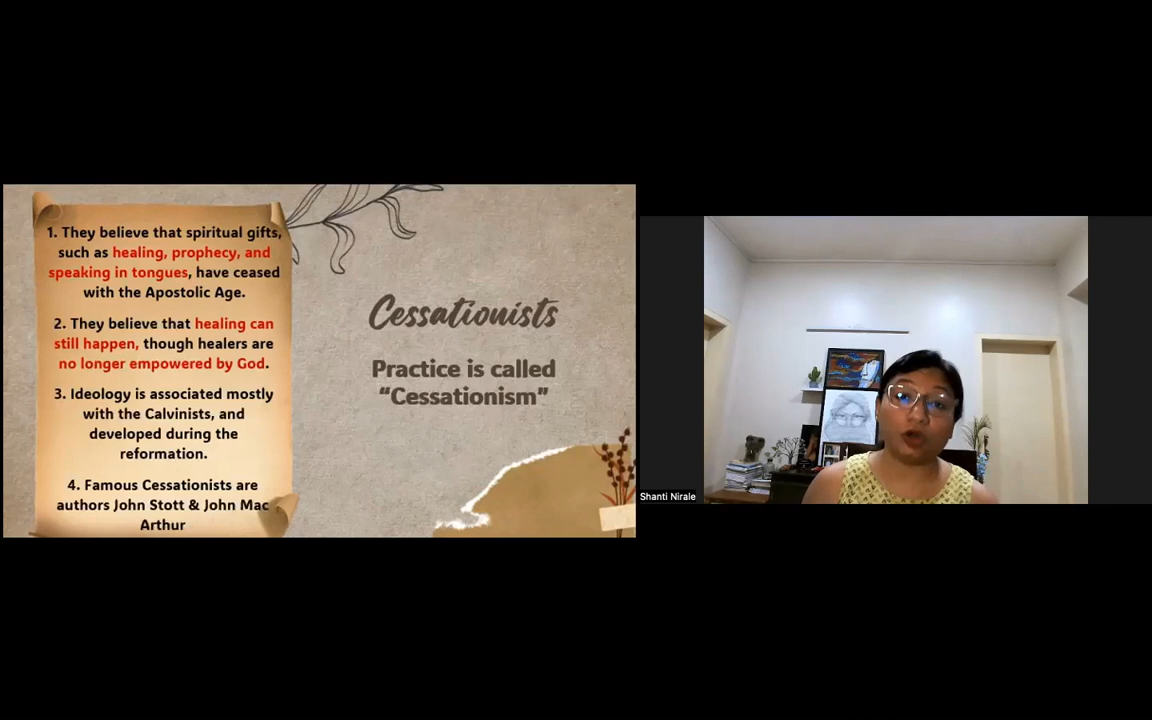 1. They believe that spiritual gifts,
such as healing, prophecy, and
speaking in tongues, have ceased
with the Apostolic Age.
2. They believe that healing can
still happen, though healers are
no longer empowered by God.
3. Ideology is associated mostly
with the Calvinists, and
developed during the
reformation.
4. Famous Cessationists are
authors John Stott & John Mac
Arthur
Cessationists
Practice is called
“Cessationism”
Shanti Nirale